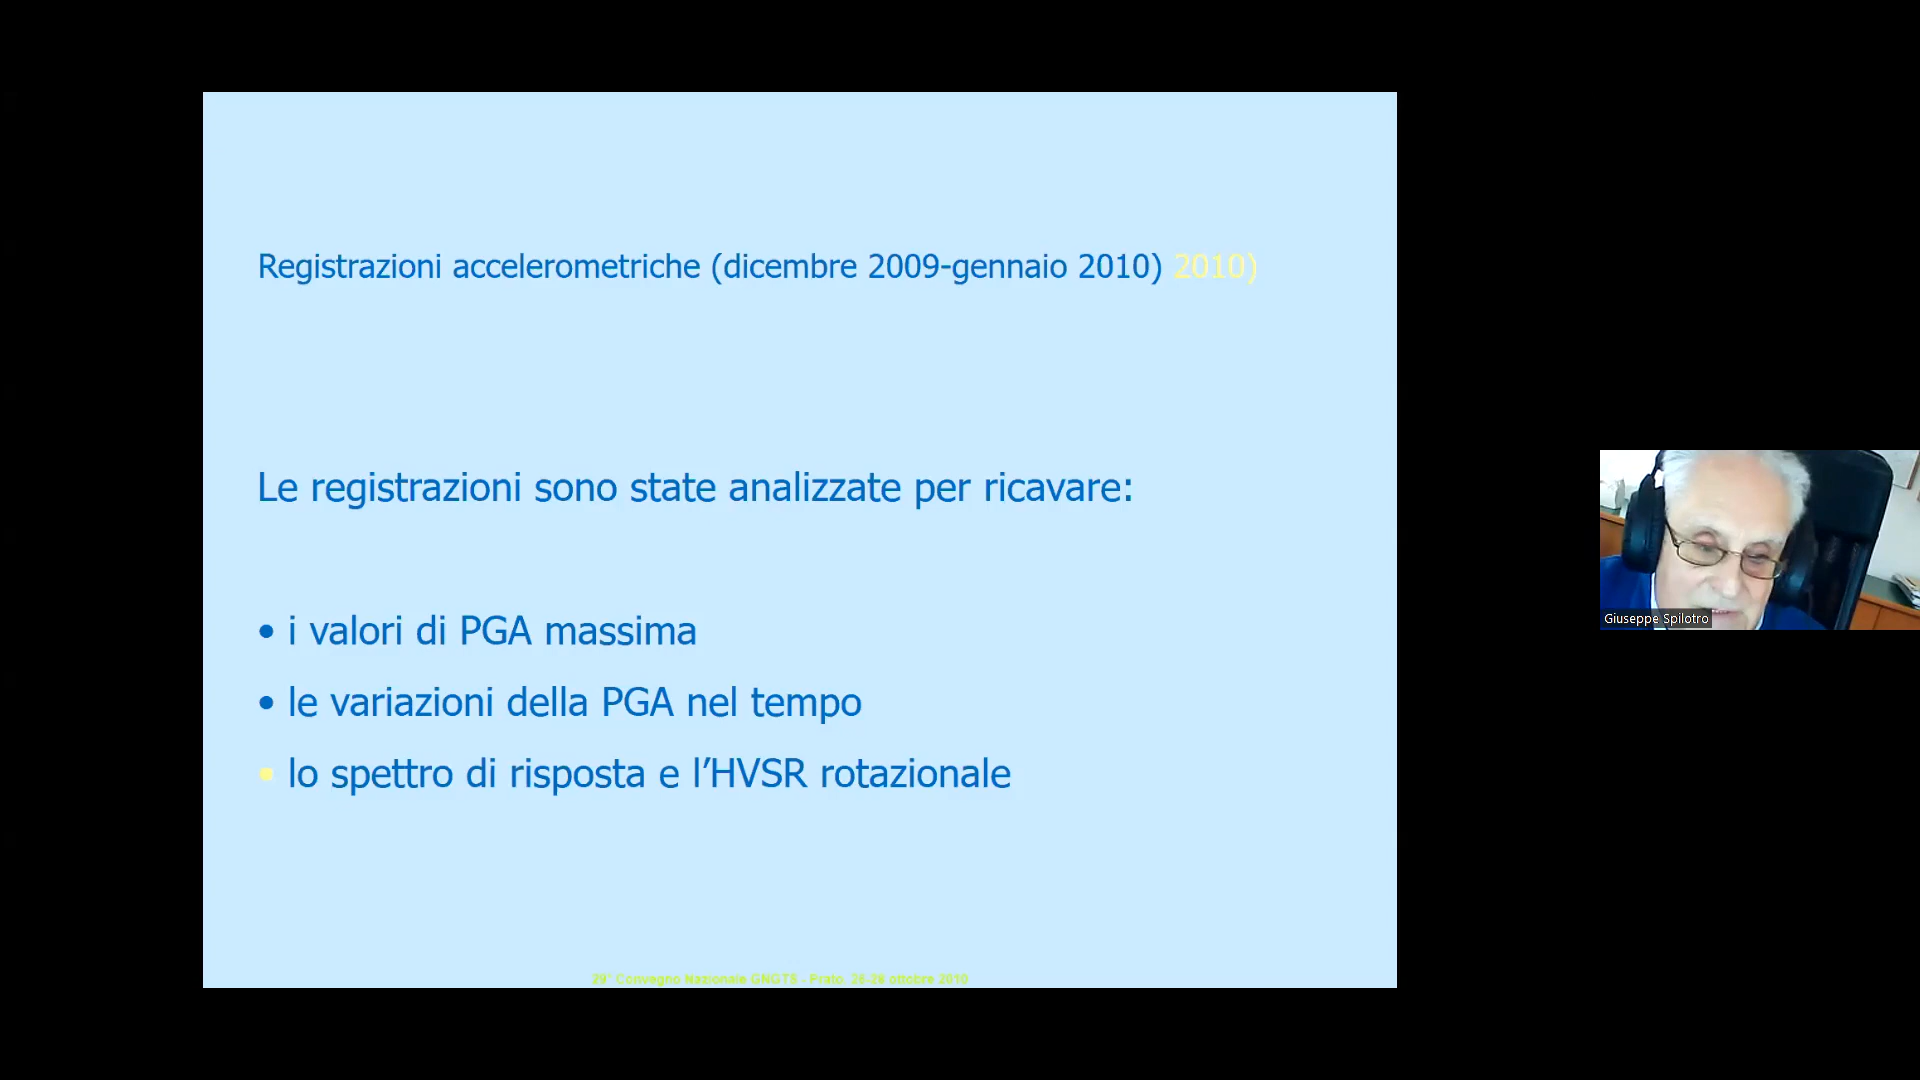 Registrazioni accelerometriche (dicembre 2009-gennaio 2010) 2010)
Le registrazioni sono state analizzate per ricavare:
• i valori di PGA massima
• le variazioni della PGA nel tempo
• lo spettro di risposta e l’HVSR rotazionale
Giuseppe Spilotro
29° Convegno Nazionale GNGTS - Prato, 26-28 ottobre 2010